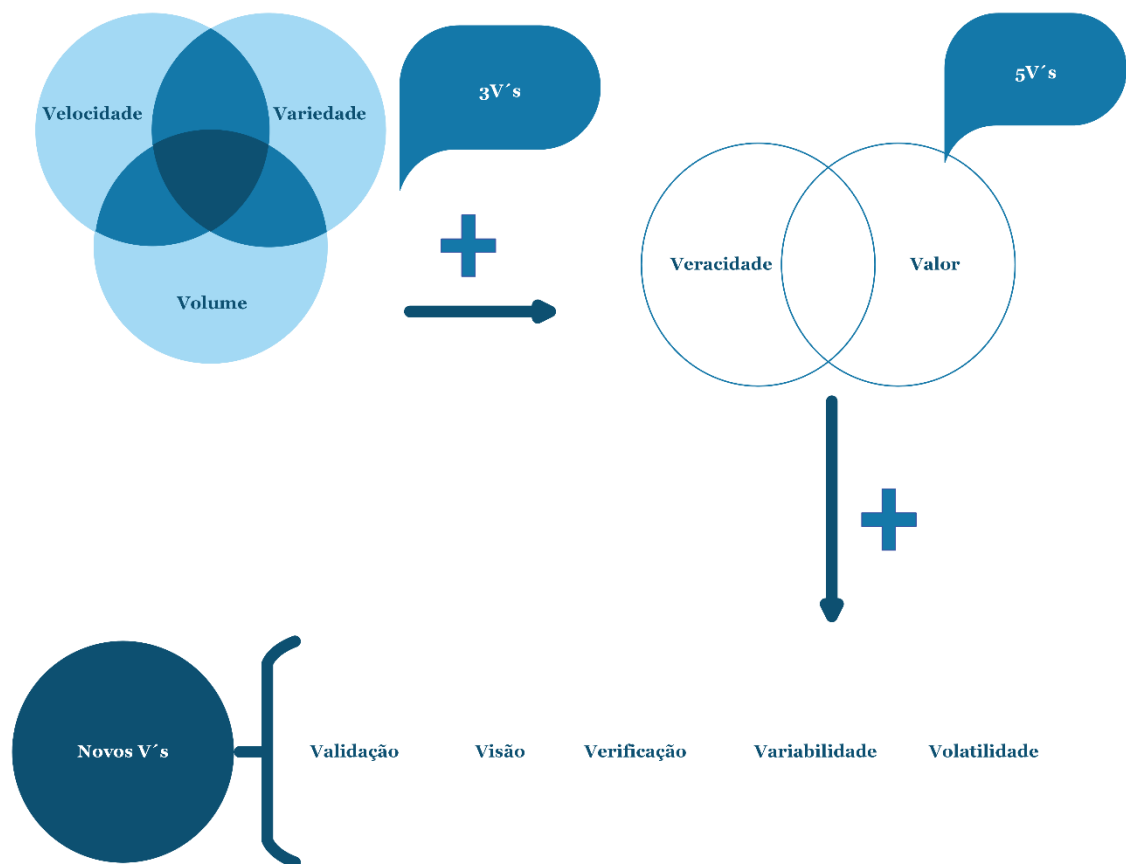 Velocidade
Variedade
Volume
3V´s
5V´s
Veracidade
Valor
Novos V´s
Validação
Visão
Verificação
Variabilidade
Volatilidade